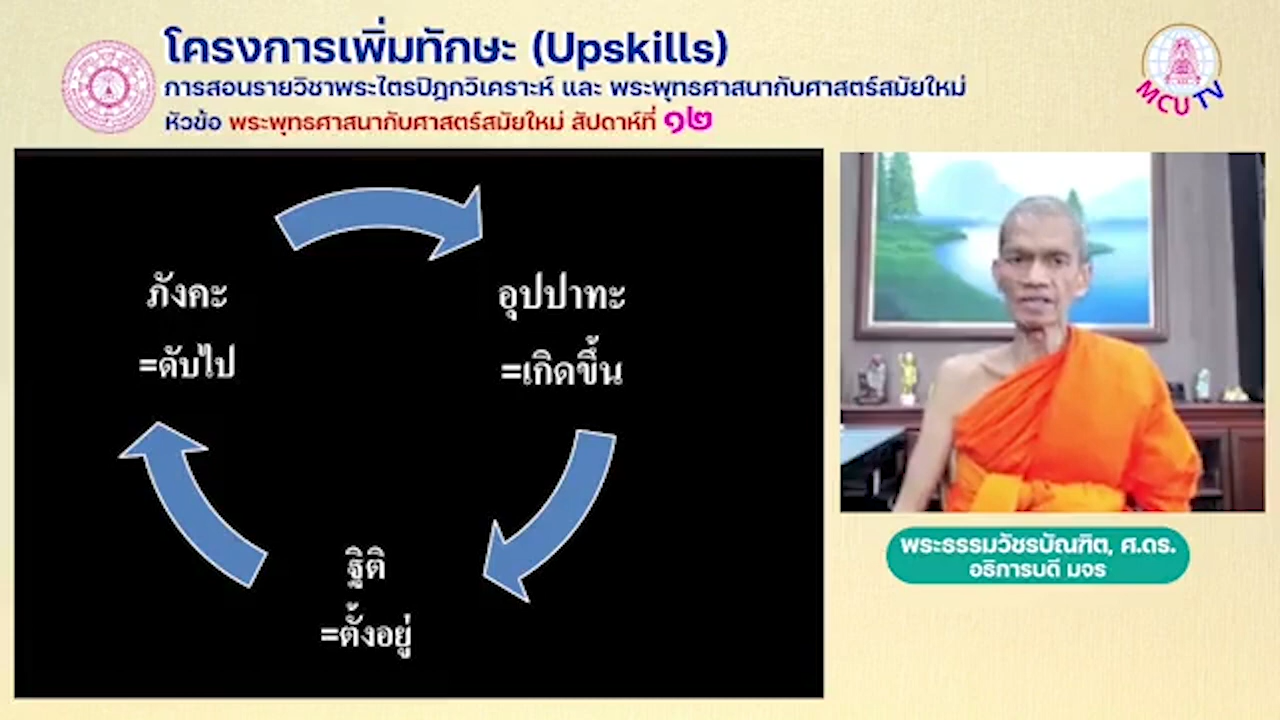 โครงการเพิ่มทักษะ (Upskills)
การสอนรายวิชาพระไตรปิฎกวิเคราะห์ และ พระพุทธศาสนากับศาสตร์สมัยใหม่
หัวข้อ พระพุทธศาสนากับศาสตร์สมัยใหม่ สัปดาห์ที่ ๑๒
MCU TV
ภังคะ
=ดับไป
อุปปาทะ
=เกิดขึ้น
ฐิติ
=ตั้งอยู่
พระธรรมวัชรบัณฑิต, ศ.ดร.
อธิการบดี มจร